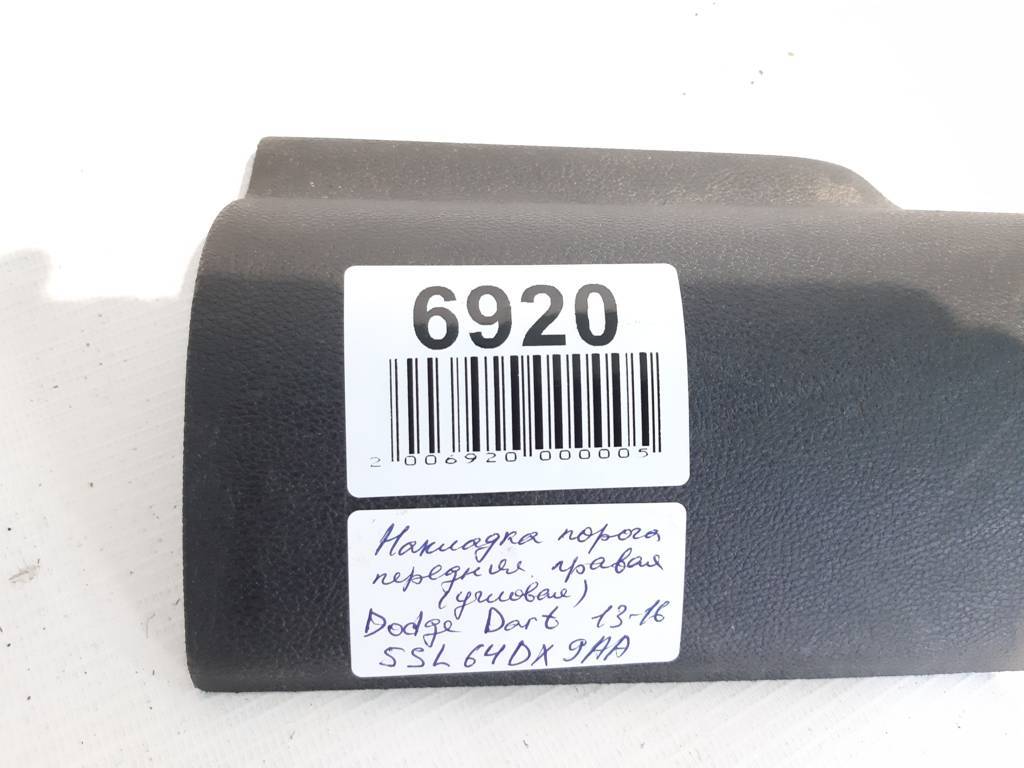 6920
2 006920 000005
Накладка порога
передняя правая
(угловая)
Dodge Dart 13-16
5SL64DX9AA